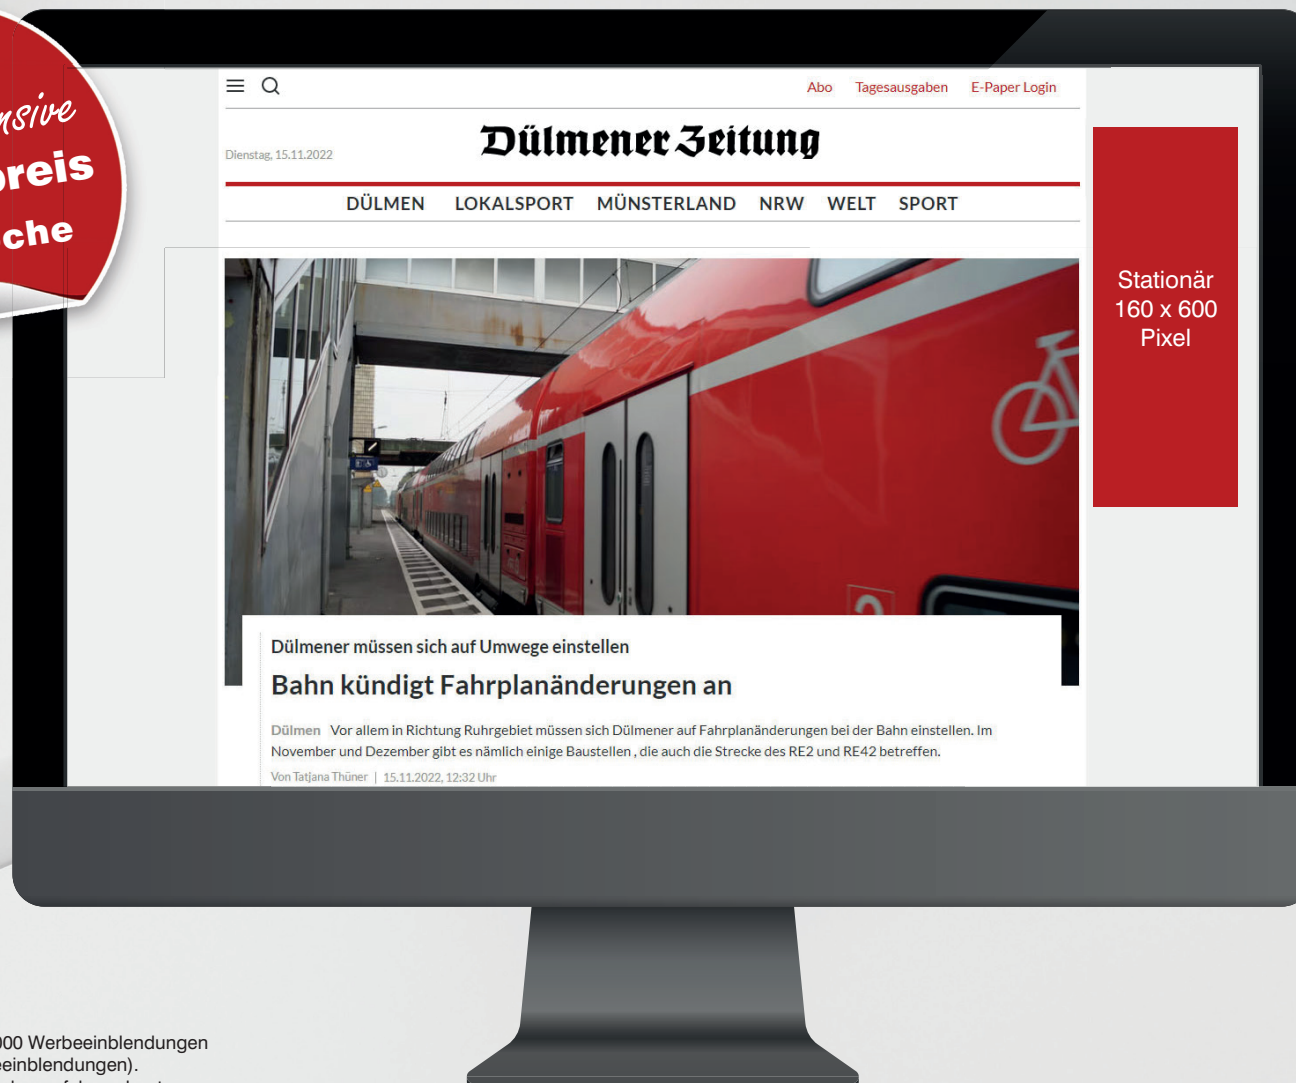 preis
Abo Tagesausgaben E-Paper Login
Dülmener Zeitung
Dienstag, 15.11.2022
DÜLMEN LOKALSPORT MÜNSTERLAND NRW WELT SPORT
Stationär
160 x 600
Pixel
Dülmener müssen sich auf Umwege einstellen
Bahn kündigt Fahrplanänderungen an
Dülmen Vor allem in Richtung Ruhrgebiet müssen sich Dülmener auf Fahrplanänderungen bei der Bahn einstellen. Im
November und Dezember gibt es nämlich einige Baustellen , die auch die Strecke des RE2 und RE42 betreffen.
Von Tatjana Thüner | 15.11.2022, 12:32 Uhr
000 Werbeeinblendungen
einblendungen).